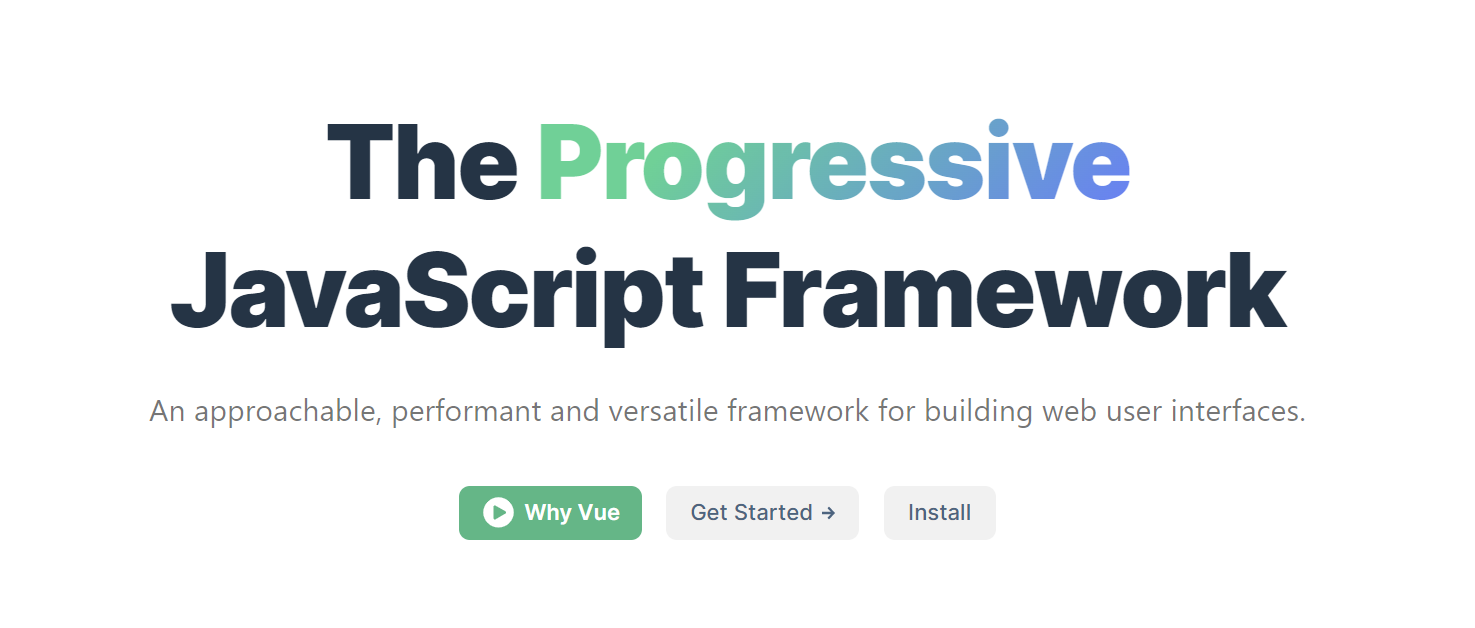 The Progressive
JavaScript Framework
An approachable, performant and versatile framework for building web user interfaces.
Why Vue
Get Started →
Install